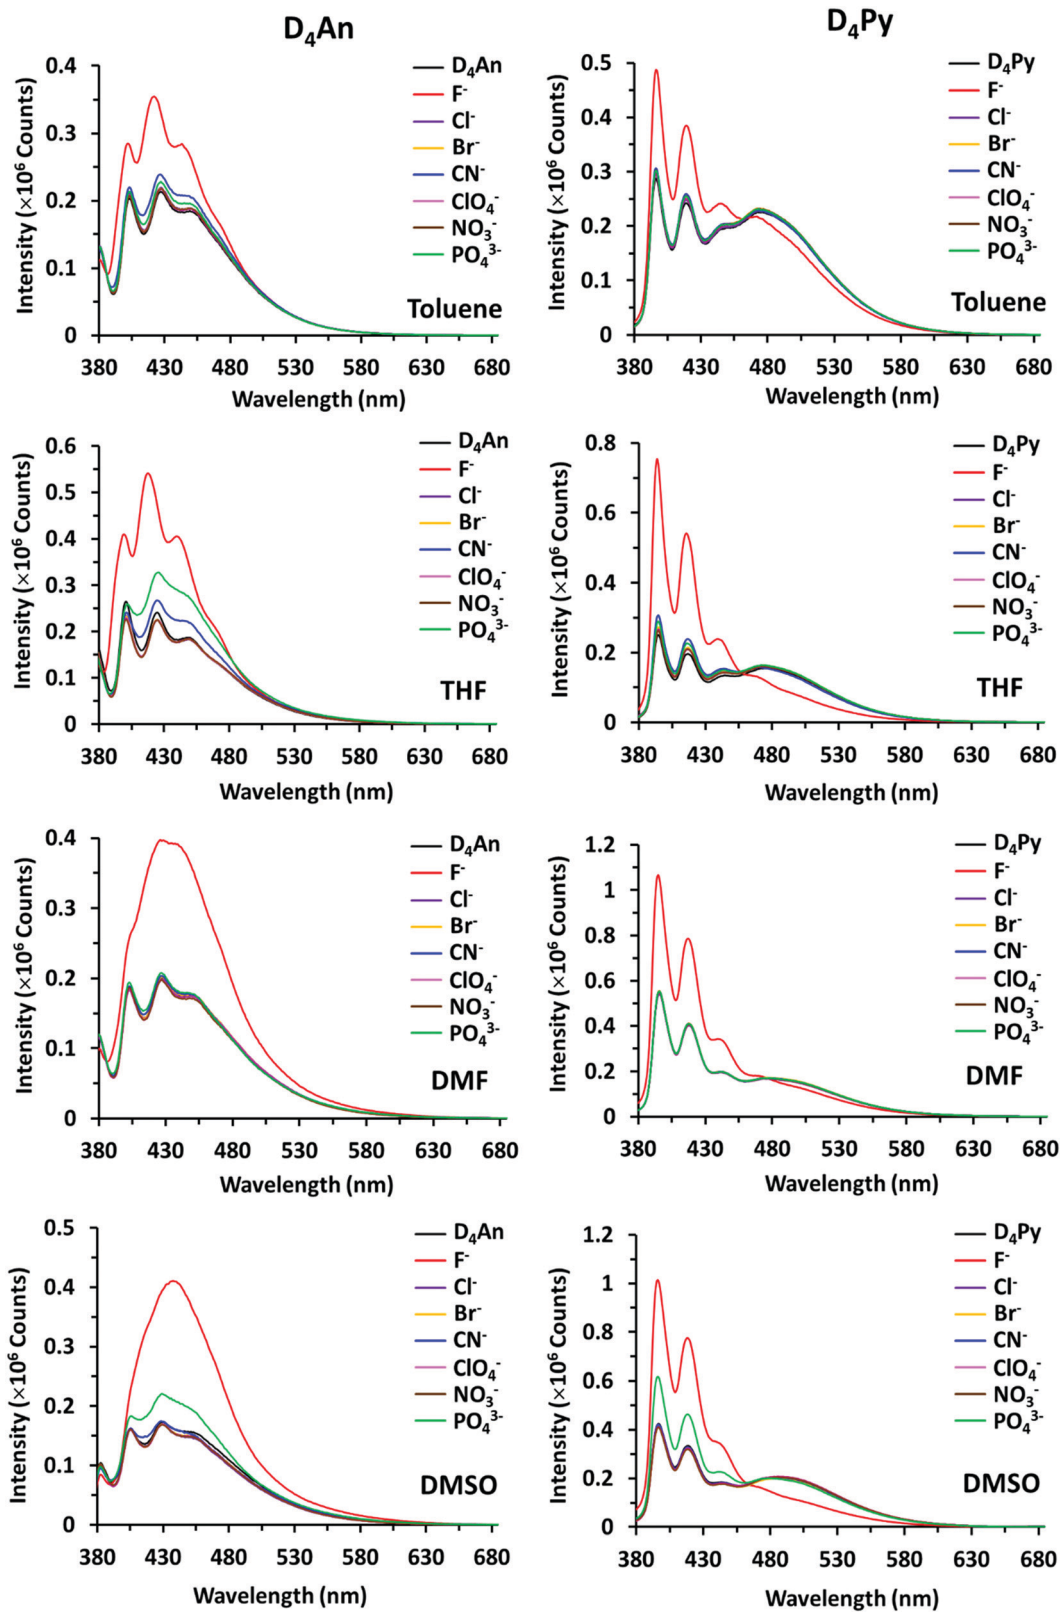 D₄An
D₄Py
0.4
0.3
0.2
0.1
0
Intensity (×10⁶ Counts)
D₄An
F⁻
Cl⁻
Br⁻
CN⁻
ClO₄⁻
NO₃⁻
PO₄³⁻
Toluene
380 430 480 530 580 630 680
Wavelength (nm)
0.5
0.4
0.3
0.2
0.1
0
Intensity (×10⁶ Counts)
D₄Py
F⁻
Cl⁻
Br⁻
CN⁻
ClO₄⁻
NO₃⁻
PO₄³⁻
Toluene
380 430 480 530 580 630 680
Wavelength (nm)
0.6
0.5
0.4
0.3
0.2
0.1
0
Intensity (×10⁶ Counts)
D₄An
F⁻
Cl⁻
Br⁻
CN⁻
ClO₄⁻
NO₃⁻
PO₄³⁻
THF
380 430 480 530 580 630 680
Wavelength (nm)
0.8
0.6
0.4
0.2
0
Intensity (×10⁶ Counts)
D₄Py
F⁻
Cl⁻
Br⁻
CN⁻
ClO₄⁻
NO₃⁻
PO₄³⁻
THF
380 430 480 530 580 630 680
Wavelength (nm)
0.4
0.3
0.2
0.1
0
Intensity (×10⁶ Counts)
D₄An
F⁻
Cl⁻
Br⁻
CN⁻
ClO₄⁻
NO₃⁻
PO₄³⁻
DMF
380 430 480 530 580 630 680
Wavelength (nm)
1.2
1
0.8
0.6
0.4
0.2
0
Intensity (×10⁶ Counts)
D₄Py
F⁻
Cl⁻
Br⁻
CN⁻
ClO₄⁻
NO₃⁻
PO₄³⁻
DMF
380 430 480 530 580 630 680
Wavelength (nm)
0.5
0.4
0.3
0.2
0.1
0
Intensity (×10⁶ Counts)
D₄An
F⁻
Cl⁻
Br⁻
CN⁻
ClO₄⁻
NO₃⁻
PO₄³⁻
DMSO
380 430 480 530 580 630 680
Wavelength (nm)
1.2
1
0.8
0.6
0.4
0.2
0
Intensity (×10⁶ Counts)
D₄Py
F⁻
Cl⁻
Br⁻
CN⁻
ClO₄⁻
NO₃⁻
PO₄³⁻
DMSO
380 430 480 530 580 630 680
Wavelength (nm)